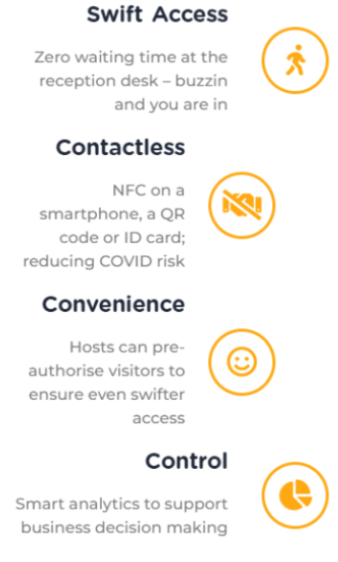 Swift Access
Zero waiting time at the
reception desk – buzzin
and you are in
Contactless
NFC on a
smartphone, a QR
code or ID card;
reducing COVID risk
Convenience
Hosts can pre-
authorise visitors to
ensure even swifter
access
Control
Smart analytics to support
business decision making